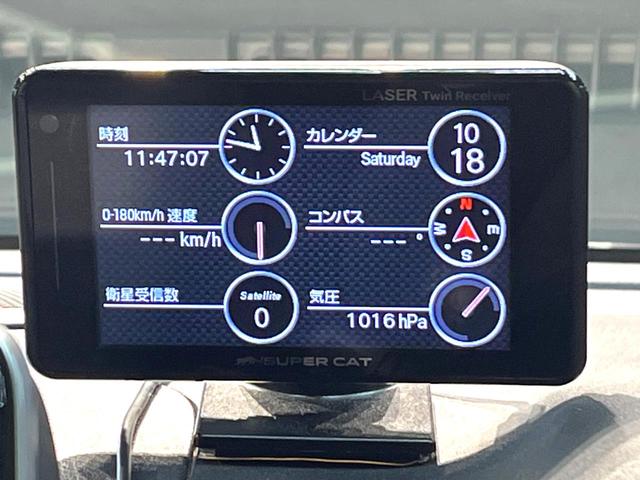 LASER Twin Receiver
時刻
11:47:07
カレンダー
Saturday
10
18
0-180km/h 速度
--- km/h
コンパス
--- °
N
E
S
W
衛星受信数
Satellite
0
気圧
1016 hPa
SUPER CAT